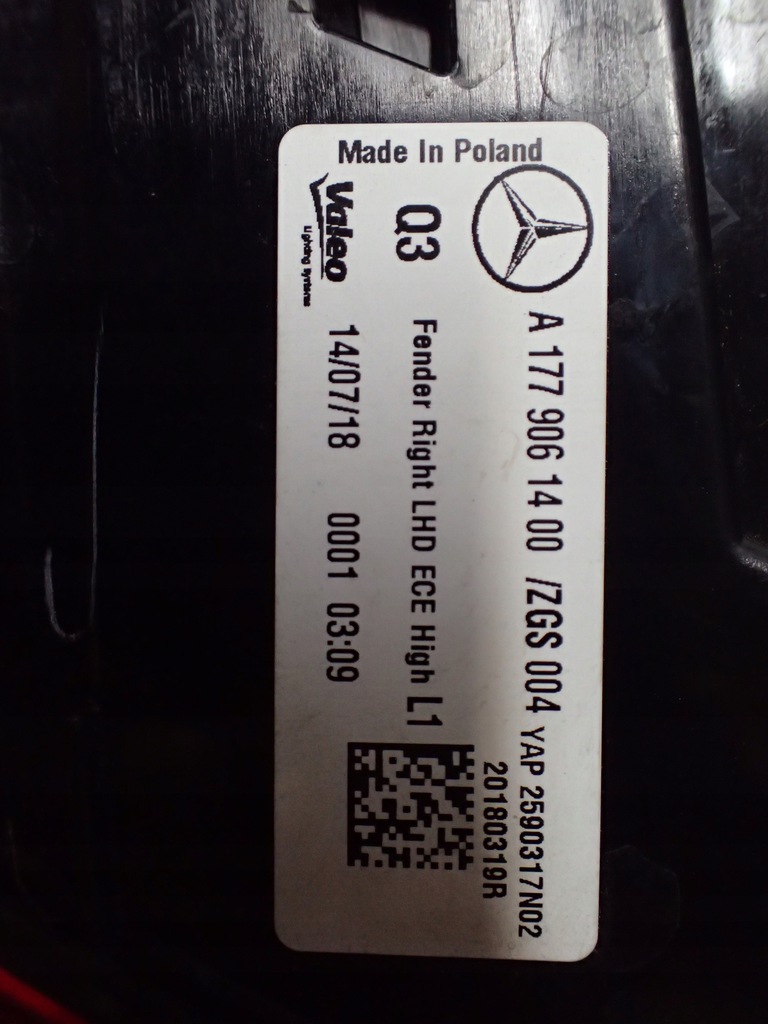 Made In Poland
A 177 906 14 00 /ZGS 004 YAP 2590317N02
20180319R
Q3 Fender Right LHD ECE High L1
Valeo 14/07/18 0001 03:09
Lighting systems